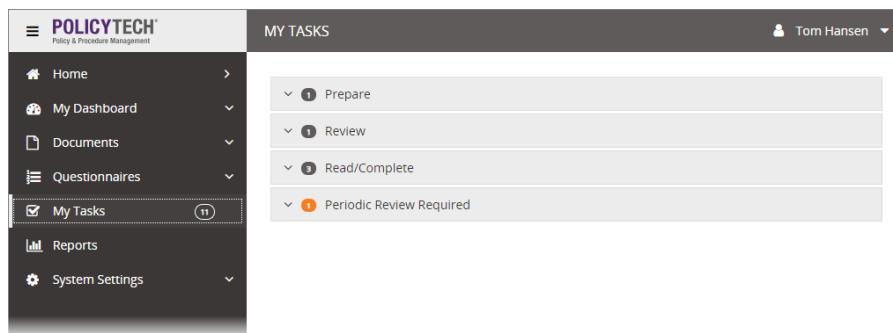 POLICYTECH
Policy & Procedure Management
MY TASKS
Tom Hansen
Home
My Dashboard
Documents
Questionnaires
My Tasks 11
Reports
System Settings
1 Prepare
1 Review
3 Read/Complete
1 Periodic Review Required